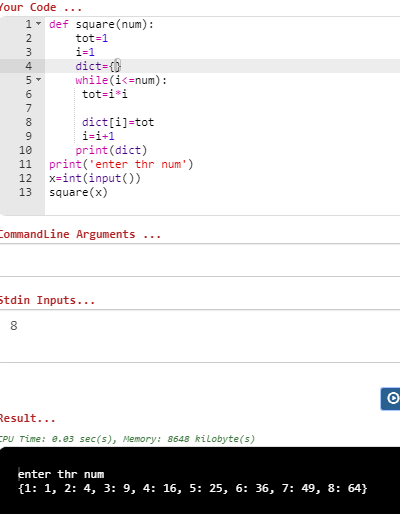 Your Code ...
1 def square(num):
2 tot=1
3 i=1
4 dict={}
5 while(i<=num):
6 tot=i*i
7
8 dict[i]=tot
9 i=i+1
10 print(dict)
11 print('enter thr num')
12 x=int(input())
13 square(x)
CommandLine Arguments ...
Stdin Inputs...
8
Result...
CPU Time: 0.03 sec(s), Memory: 8648 kilobyte(s)
enter thr num
{1: 1, 2: 4, 3: 9, 4: 16, 5: 25, 6: 36, 7: 49, 8: 64}